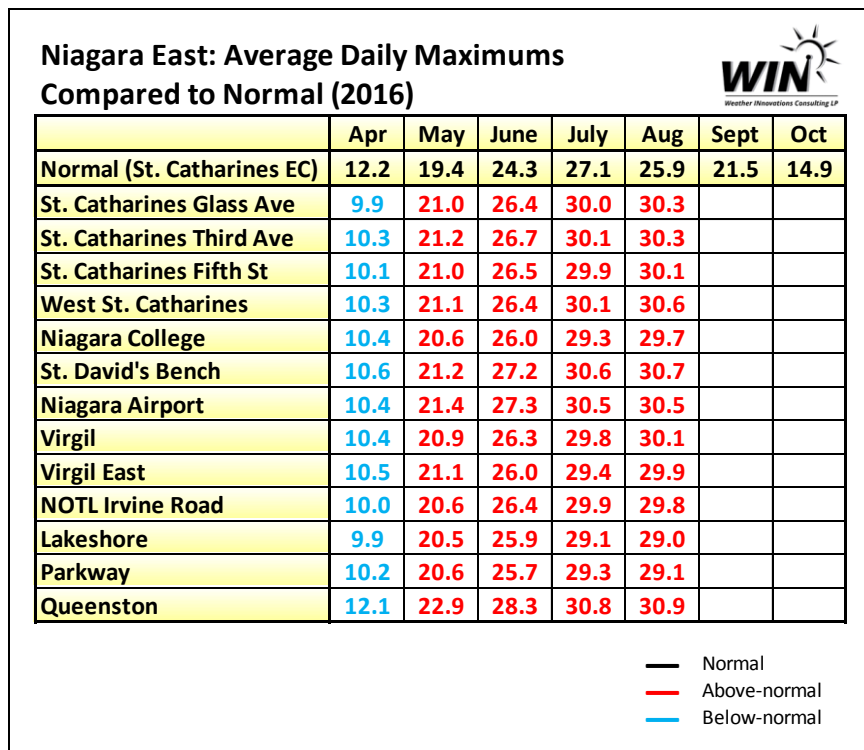 Niagara East: Average Daily Maximums
Compared to Normal (2016)
WIN
Weather INnovations Consulting LP
Apr May June July Aug Sept Oct
Normal (St. Catharines EC) 12.2 19.4 24.3 27.1 25.9 21.5 14.9
St. Catharines Glass Ave 9.9 21.0 26.4 30.0 30.3
St. Catharines Third Ave 10.3 21.2 26.7 30.1 30.3
St. Catharines Fifth St 10.1 21.0 26.5 29.9 30.1
West St. Catharines 10.3 21.1 26.4 30.1 30.6
Niagara College 10.4 20.6 26.0 29.3 29.7
St. David's Bench 10.6 21.2 27.2 30.6 30.7
Niagara Airport 10.4 21.4 27.3 30.5 30.5
Virgil 10.4 20.9 26.3 29.8 30.1
Virgil East 10.5 21.1 26.0 29.4 29.9
NOTL Irvine Road 10.0 20.6 26.4 29.9 29.8
Lakeshore 9.9 20.5 25.9 29.1 29.0
Parkway 10.2 20.6 25.7 29.3 29.1
Queenston 12.1 22.9 28.3 30.8 30.9
Normal
Above-normal
Below-normal